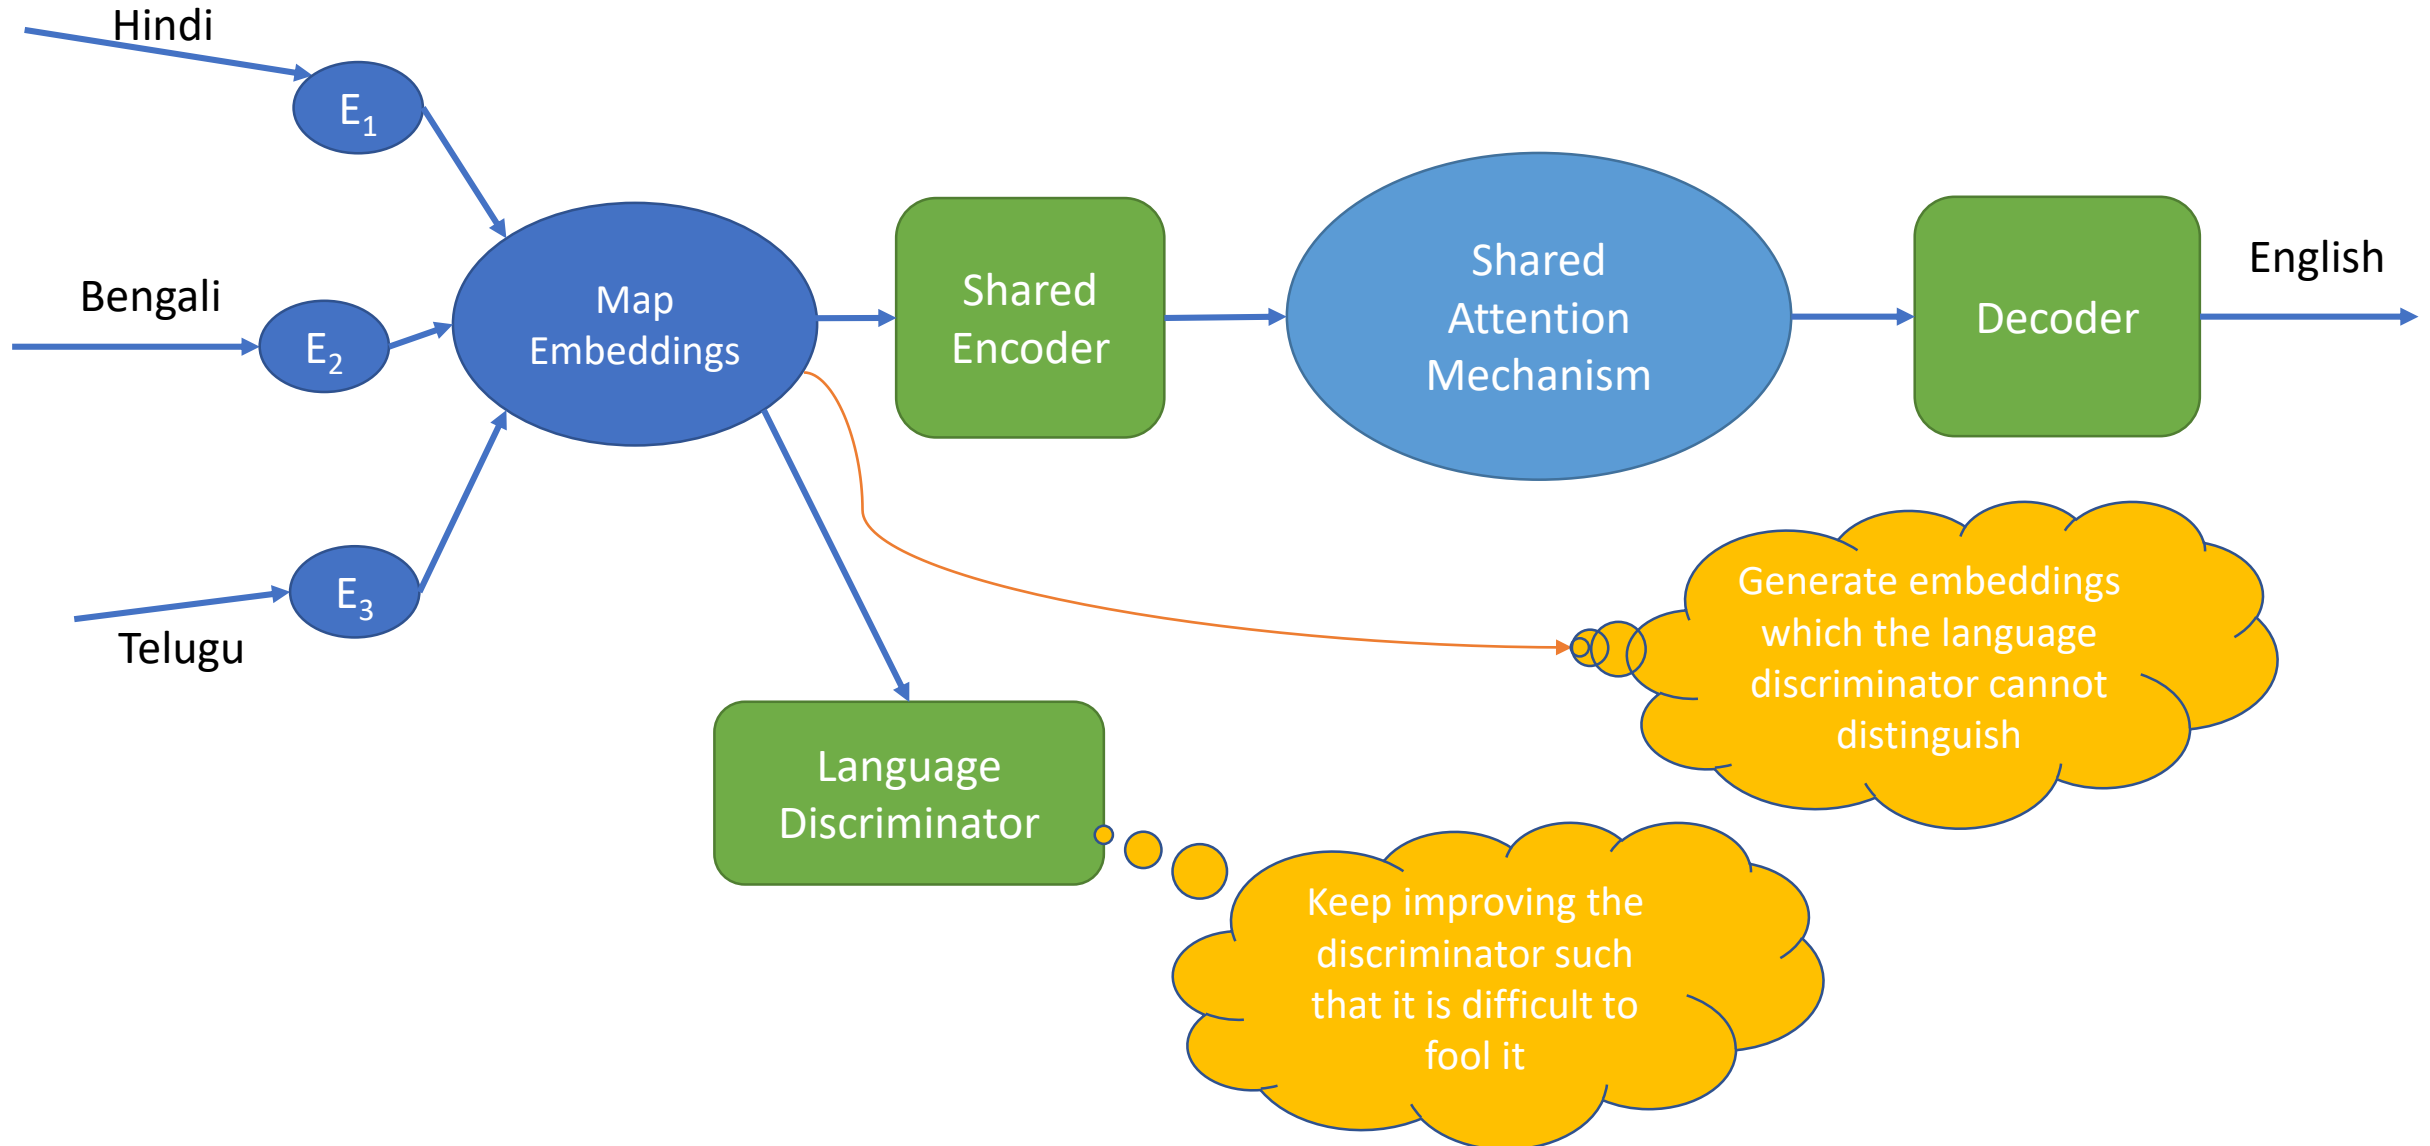 Hindi
E₁
Bengali
E₂
Telugu
E₃
Map
Embeddings
Shared
Encoder
Shared
Attention
Mechanism
Decoder
English
Language
Discriminator
Generate embeddings
which the language
discriminator cannot
distinguish
Keep improving the
discriminator such
that it is difficult to
fool it